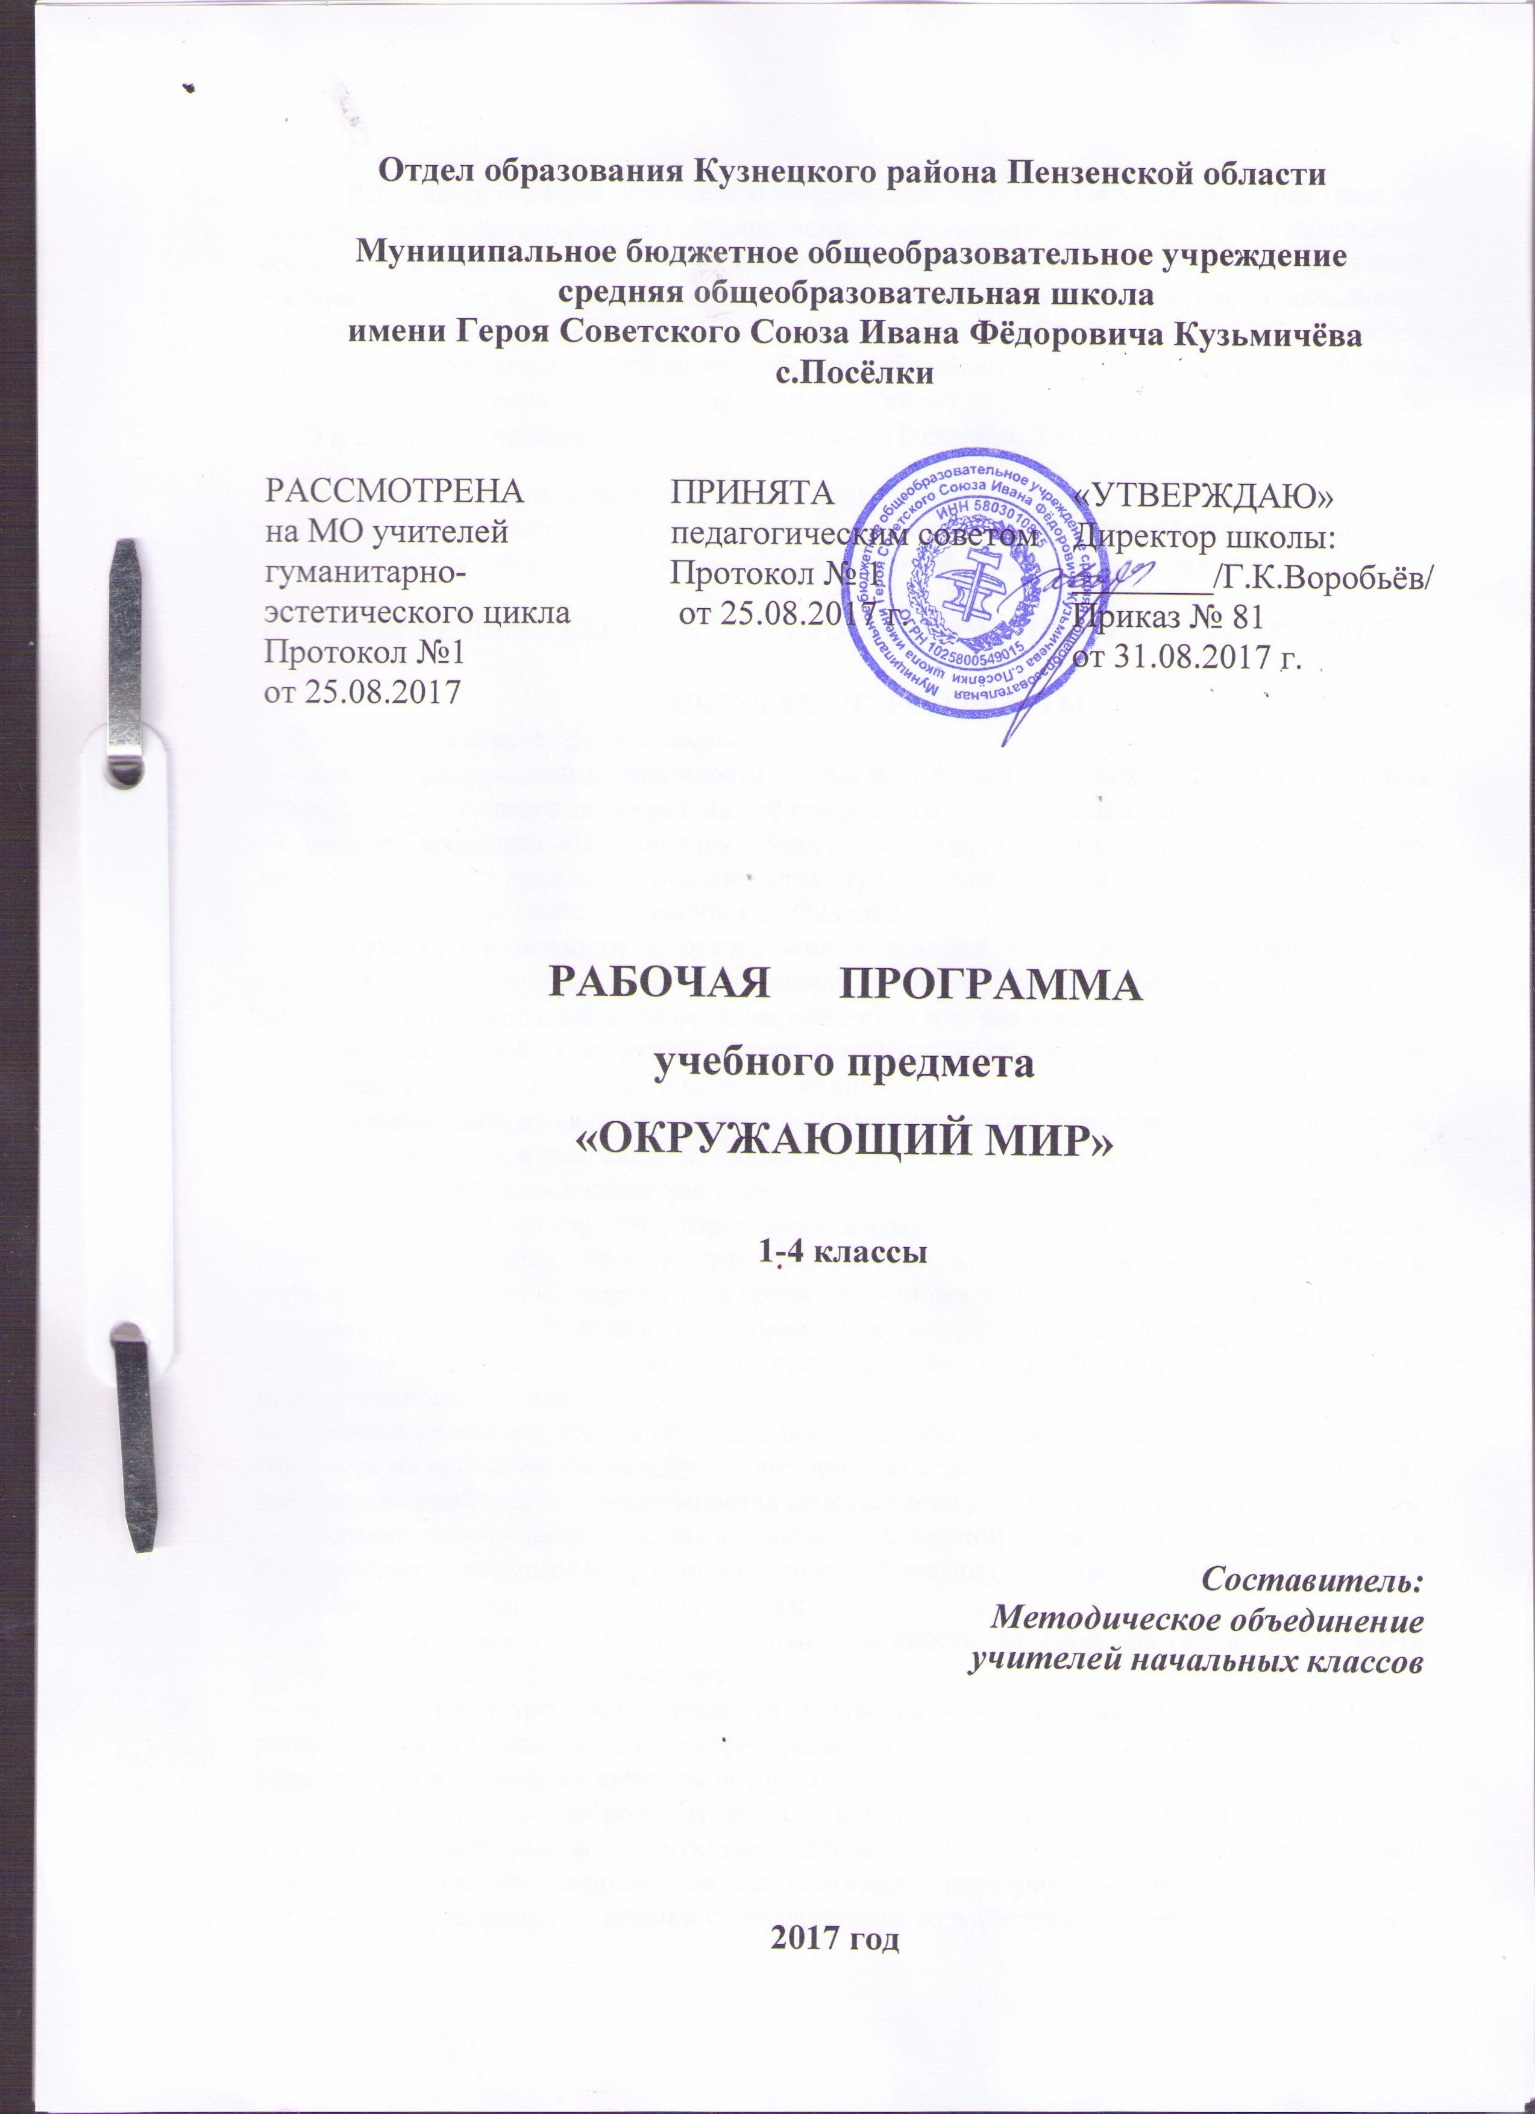 Отдел образования Кузнецкого района Пензенской области
Муниципальное бюджетное общеобразовательное учреждение
средняя общеобразовательная школа
имени Героя Советского Союза Ивана Фёдоровича Кузьмичёва
с.Посёлки
РАССМОТРЕНА
на МО учителей
гуманитарно-
эстетического цикла
Протокол №1
от 25.08.2017
ПРИНЯТА
педагогическим советом
Протокол № 1
от 25.08.2017 г.
«УТВЕРЖДАЮ»
Директор школы:
________/Г.К.Воробьёв/
Приказ № 81
от 31.08.2017 г.
ОГРН 1025800549015
РАБОЧАЯ ПРОГРАММА
учебного предмета
«ОКРУЖАЮЩИЙ МИР»
1-4 классы
Составитель:
Методическое объединение
учителей начальных классов
2017 год